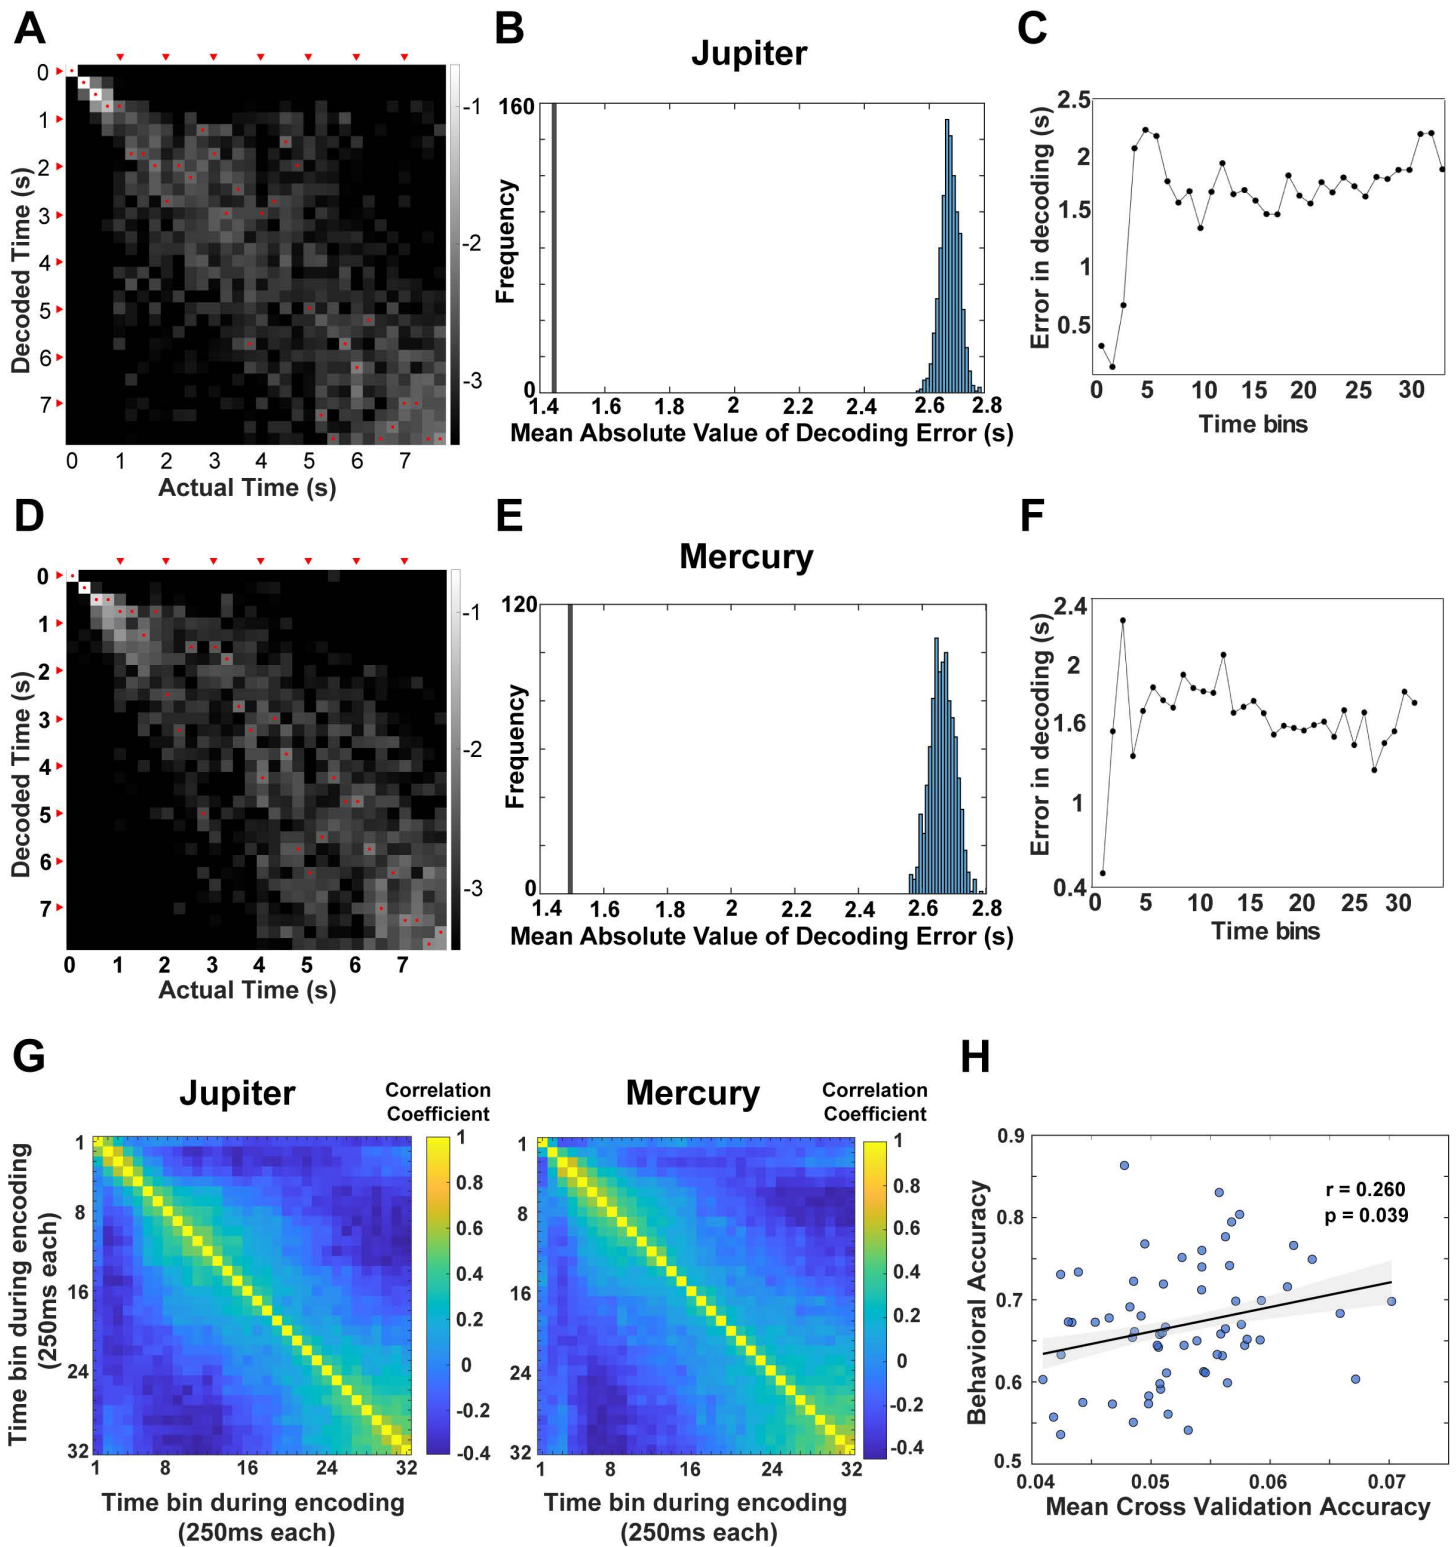 A
0
1
2
3
4
5
6
7
Decoded Time (s)
0 1 2 3 4 5 6 7
Actual Time (s)
-1
-2
-3
B
Jupiter
160
0
Frequency
1.4 1.6 1.8 2 2.2 2.4 2.6 2.8
Mean Absolute Value of Decoding Error (s)
C
2.5
2
1.5
1
0.5
Error in decoding (s)
0 5 10 15 20 25 30
Time bins
D
0
1
2
3
4
5
6
7
Decoded Time (s)
0 1 2 3 4 5 6 7
Actual Time (s)
-1
-2
-3
E
Mercury
120
0
Frequency
1.4 1.6 1.8 2 2.2 2.4 2.6 2.8
Mean Absolute Value of Decoding Error (s)
F
2.4
2
1.6
1
0.4
Error in decoding (s)
0 5 10 15 20 25 30
Time bins
G
Jupiter
Correlation
Coefficient
1
8
16
24
32
Time bin during encoding
(250ms each)
1 8 16 24 32
Time bin during encoding
(250ms each)
1
0.8
0.6
0.4
0.2
0
-0.2
-0.4
Mercury
Correlation
Coefficient
1
8
16
24
32
1 8 16 24 32
Time bin during encoding
(250ms each)
1
0.8
0.6
0.4
0.2
0
-0.2
-0.4
H
0.9
0.8
0.7
0.6
0.5
Behavioral Accuracy
r = 0.260
p = 0.039
0.04 0.05 0.06 0.07
Mean Cross Validation Accuracy